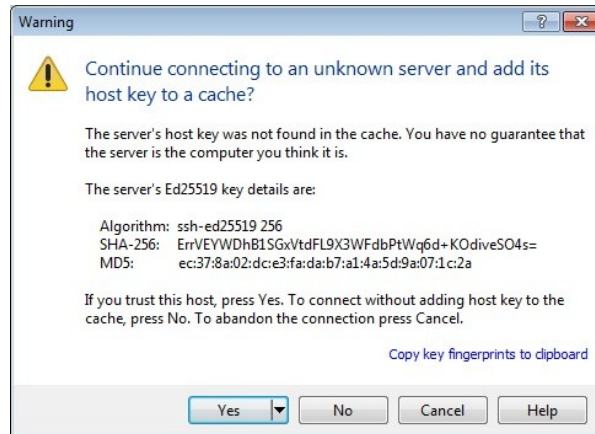 Warning
?
Continue connecting to an unknown server and add its
host key to a cache?
The server's host key was not found in the cache. You have no guarantee that
the server is the computer you think it is.
The server's Ed25519 key details are:
Algorithm: ssh-ed25519 256
SHA-256: ErrVEYWDhB1SGxVtdFL9X3WFdbPtWq6d+KOdiveSO4s=
MD5: ec:37:8a:02:dc:e3:fa:da:b7:a1:4a:5d:9a:07:1c:2a
If you trust this host, press Yes. To connect without adding host key to the
cache, press No. To abandon the connection press Cancel.
Copy key fingerprints to clipboard
Yes No Cancel Help